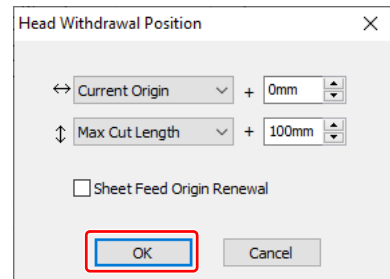 Head Withdrawal Position
Current Origin + 0mm
Max Cut Length + 100mm
Sheet Feed Origin Renewal
OK Cancel